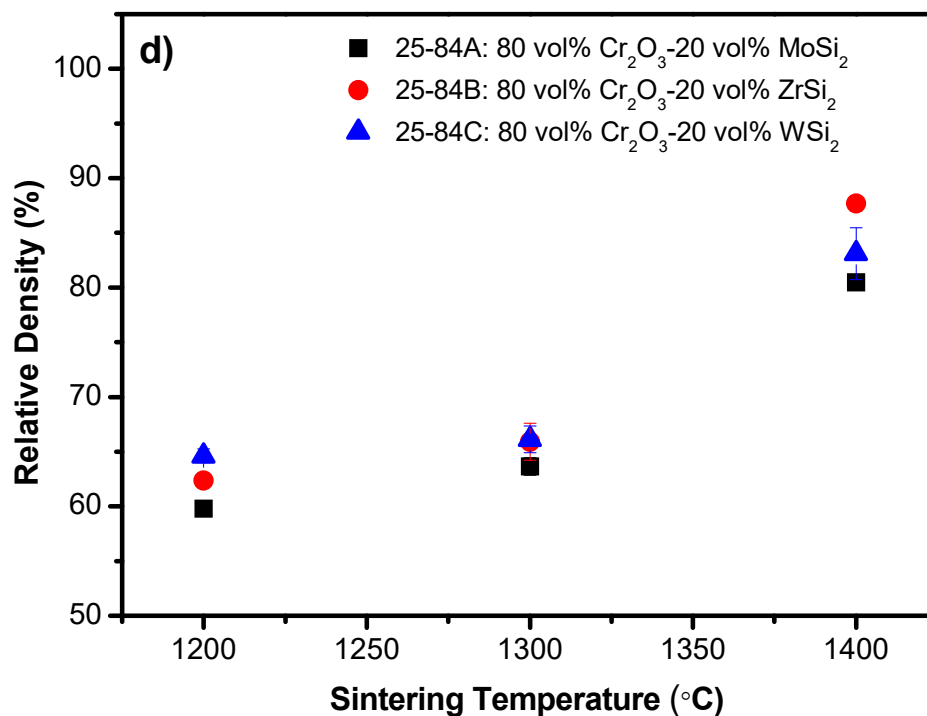 d)
25-84A: 80 vol% Cr₂O₃-20 vol% MoSi₂
25-84B: 80 vol% Cr₂O₃-20 vol% ZrSi₂
25-84C: 80 vol% Cr₂O₃-20 vol% WSi₂
Relative Density (%)
100
90
80
70
60
50
1200
1250
1300
1350
1400
Sintering Temperature (°C)